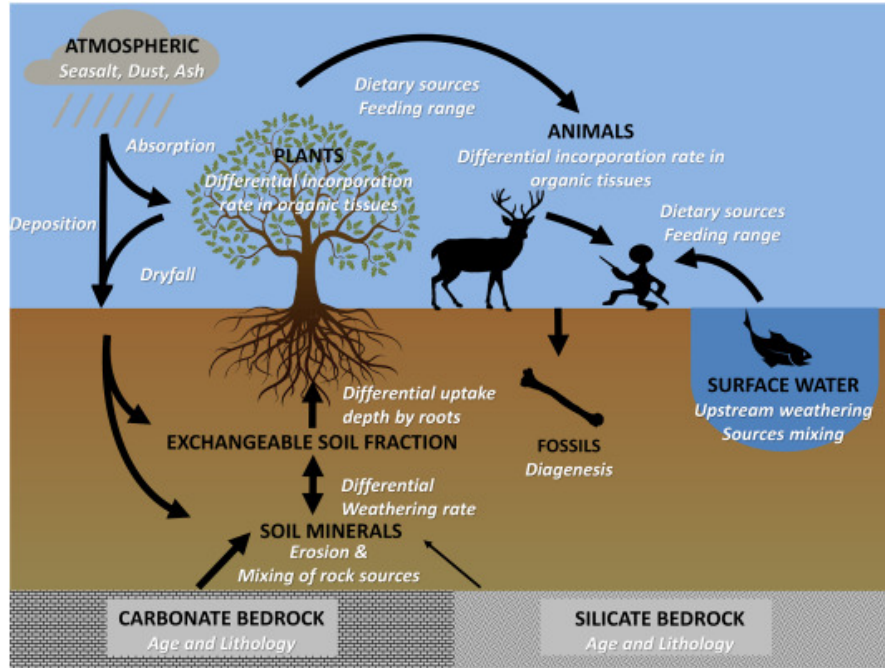 ATMOSPHERIC
Seasalt, Dust, Ash
Absorption
Deposition
Dryfall
PLANTS
Differential incorporation
rate in organic tissues
Dietary sources
Feeding range
ANIMALS
Differential incorporation rate in
organic tissues
Dietary sources
Feeding range
SURFACE WATER
Upstream weathering
Sources mixing
Differential uptake
depth by roots
EXCHANGEABLE SOIL FRACTION
FOSSILS
Diagenesis
Differential
Weathering rate
SOIL MINERALS
Erosion &
Mixing of rock sources
CARBONATE BEDROCK
Age and Lithology
SILICATE BEDROCK
Age and Lithology